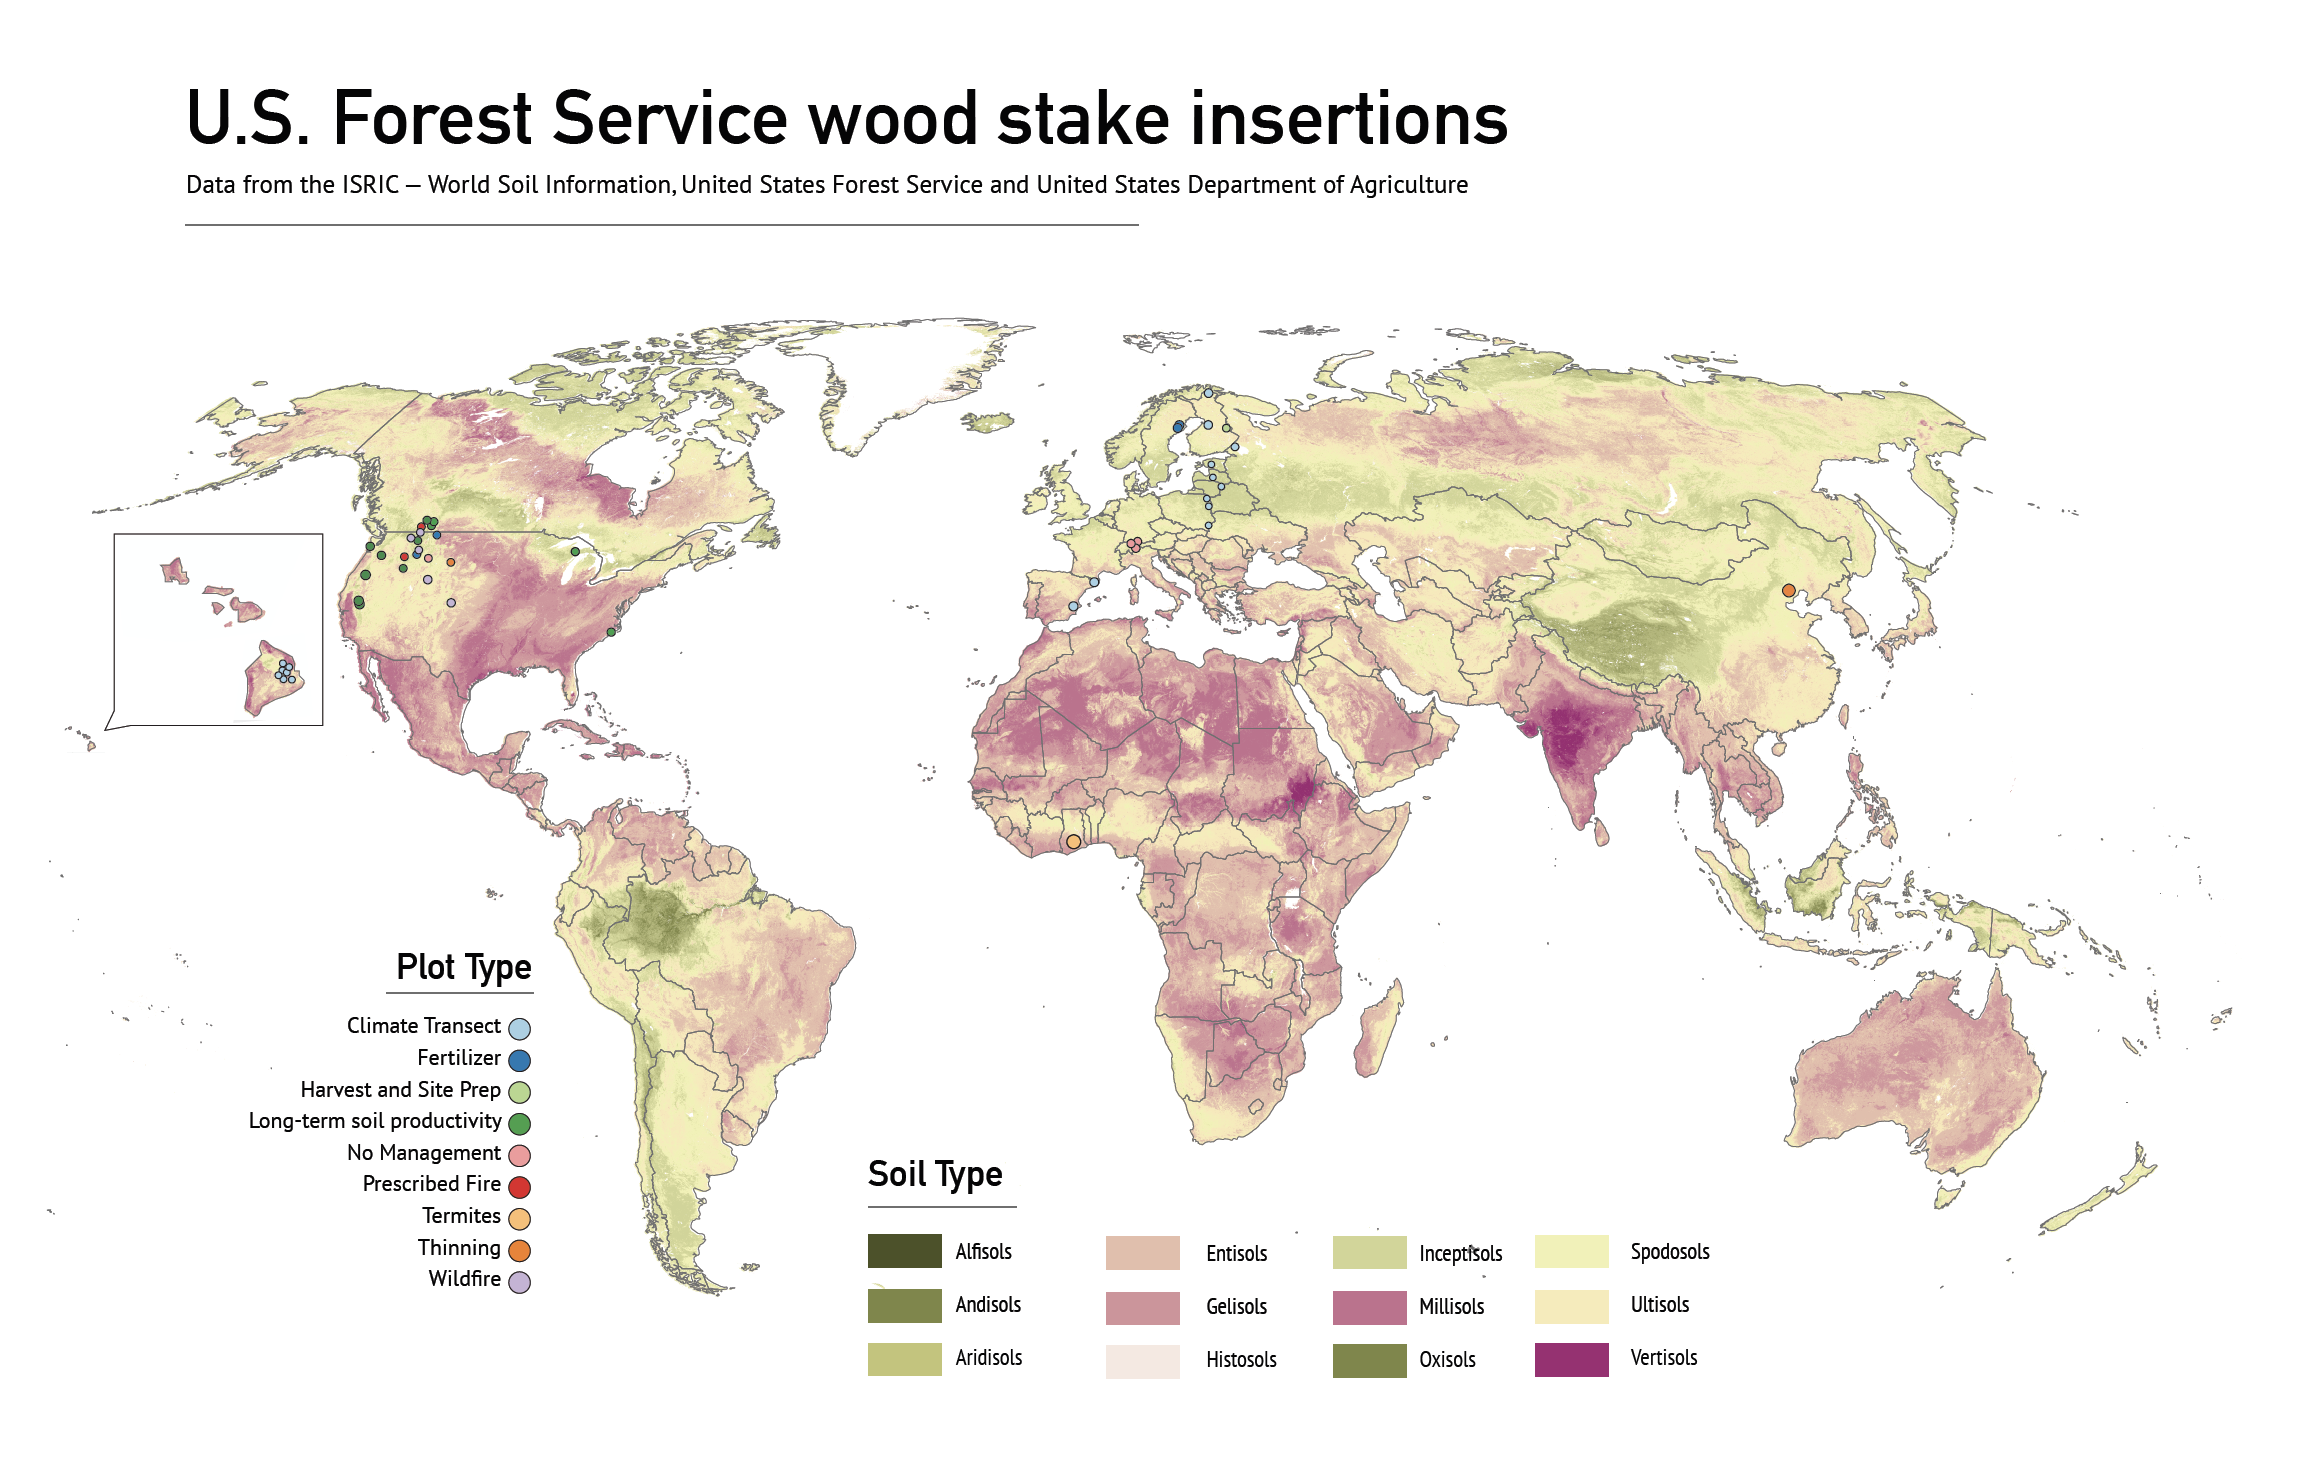 U.S. Forest Service wood stake insertions
Data from the ISRIC — World Soil Information, United States Forest Service and United States Department of Agriculture
Plot Type
Climate Transect
Fertilizer
Harvest and Site Prep
Long-term soil productivity
No Management
Prescribed Fire
Termites
Thinning
Wildfire
Soil Type
Alfisols
Andisols
Aridisols
Entisols
Gelisols
Histosols
Inceptisols
Millisols
Oxisols
Spodosols
Ultisols
Vertisols